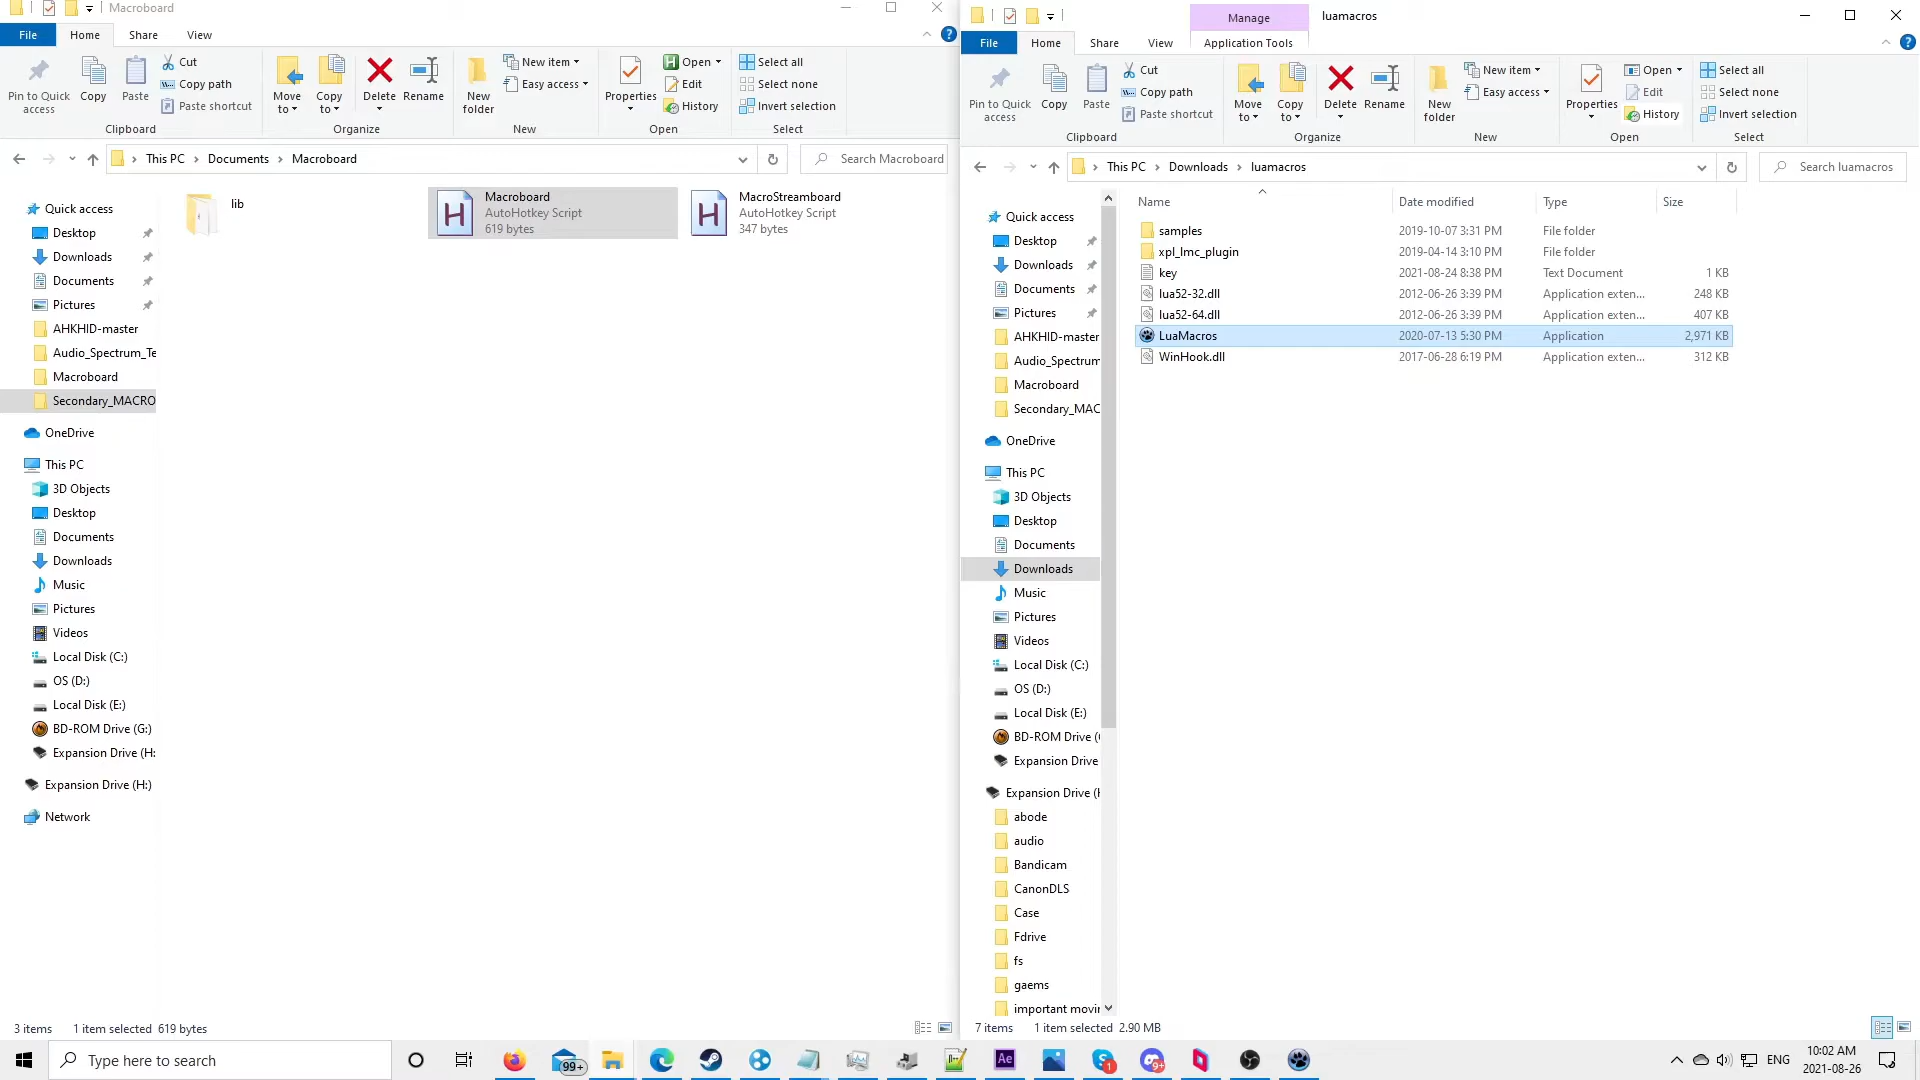 Macroboard
File
Home
Share
View
Pin to Quick access
Copy
Paste
Cut
Copy path
Paste shortcut
Clipboard
Move to
Copy to
Delete
Rename
Organize
New folder
New item
Easy access
New
Properties
Open
Edit
History
Open
Select all
Select none
Invert selection
Select
This PC > Documents > Macroboard
Search Macroboard
Quick access
Desktop
Downloads
Documents
Pictures
AHKHID-master
Audio_Spectrum_Te
Macroboard
Secondary_MACRO
OneDrive
This PC
3D Objects
Desktop
Documents
Downloads
Music
Pictures
Videos
Local Disk (C:)
OS (D:)
Local Disk (E:)
BD-ROM Drive (G:)
Expansion Drive (H:
Expansion Drive (H:)
Network
lib
Macroboard
AutoHotkey Script
619 bytes
MacroStreamboard
AutoHotkey Script
347 bytes
3 items 1 item selected 619 bytes
Manage
luamacros
File
Home
Share
View
Application Tools
Pin to Quick access
Copy
Paste
Cut
Copy path
Paste shortcut
Clipboard
Move to
Copy to
Delete
Rename
Organize
New folder
New item
Easy access
New
Properties
Open
Edit
History
Open
Select all
Select none
Invert selection
Select
This PC > Downloads > luamacros
Search luamacros
Quick access
Desktop
Downloads
Documents
Pictures
AHKHID-master
Audio_Spectrum
Macroboard
Secondary_MAC
OneDrive
This PC
3D Objects
Desktop
Documents
Downloads
Music
Pictures
Videos
Local Disk (C:)
OS (D:)
Local Disk (E:)
BD-ROM Drive (
Expansion Drive
Expansion Drive (H
abode
audio
Bandicam
CanonDLS
Case
Fdrive
fs
gaems
important movin
Name Date modified Type Size
samples 2019-10-07 3:31 PM File folder
xpl_lmc_plugin 2019-04-14 3:10 PM File folder
key 2021-08-24 8:38 PM Text Document 1 KB
lua52-32.dll 2012-06-26 3:39 PM Application exten... 248 KB
lua52-64.dll 2012-06-26 3:39 PM Application exten... 407 KB
LuaMacros 2020-07-13 5:30 PM Application 2,971 KB
WinHook.dll 2017-06-28 6:19 PM Application exten... 312 KB
7 items 1 item selected 2.90 MB
Type here to search
99+
Ae
1
9+
ENG
10:02 AM
2021-08-26